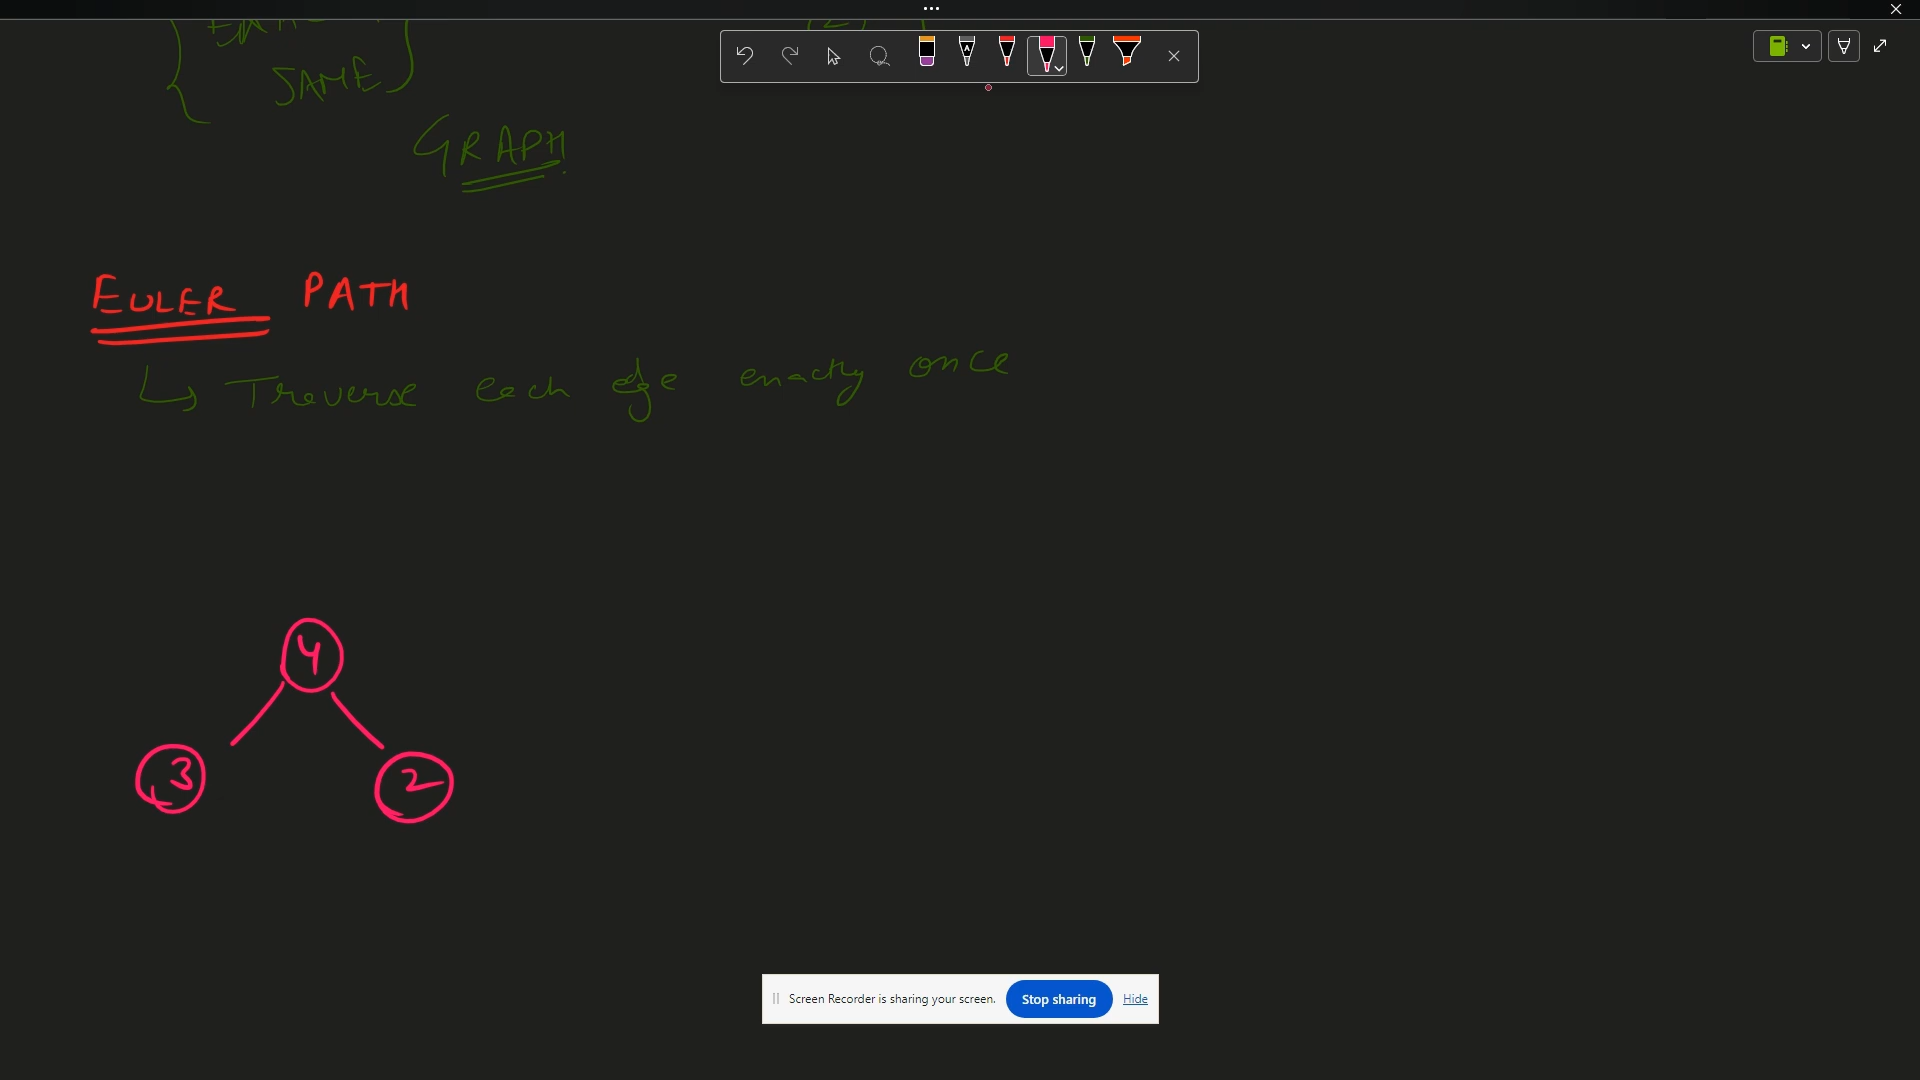 SAME
GRAPH
EULER PATH
↳ Traverse each edge exactly once
4
3 2
Screen Recorder is sharing your screen. Stop sharing Hide